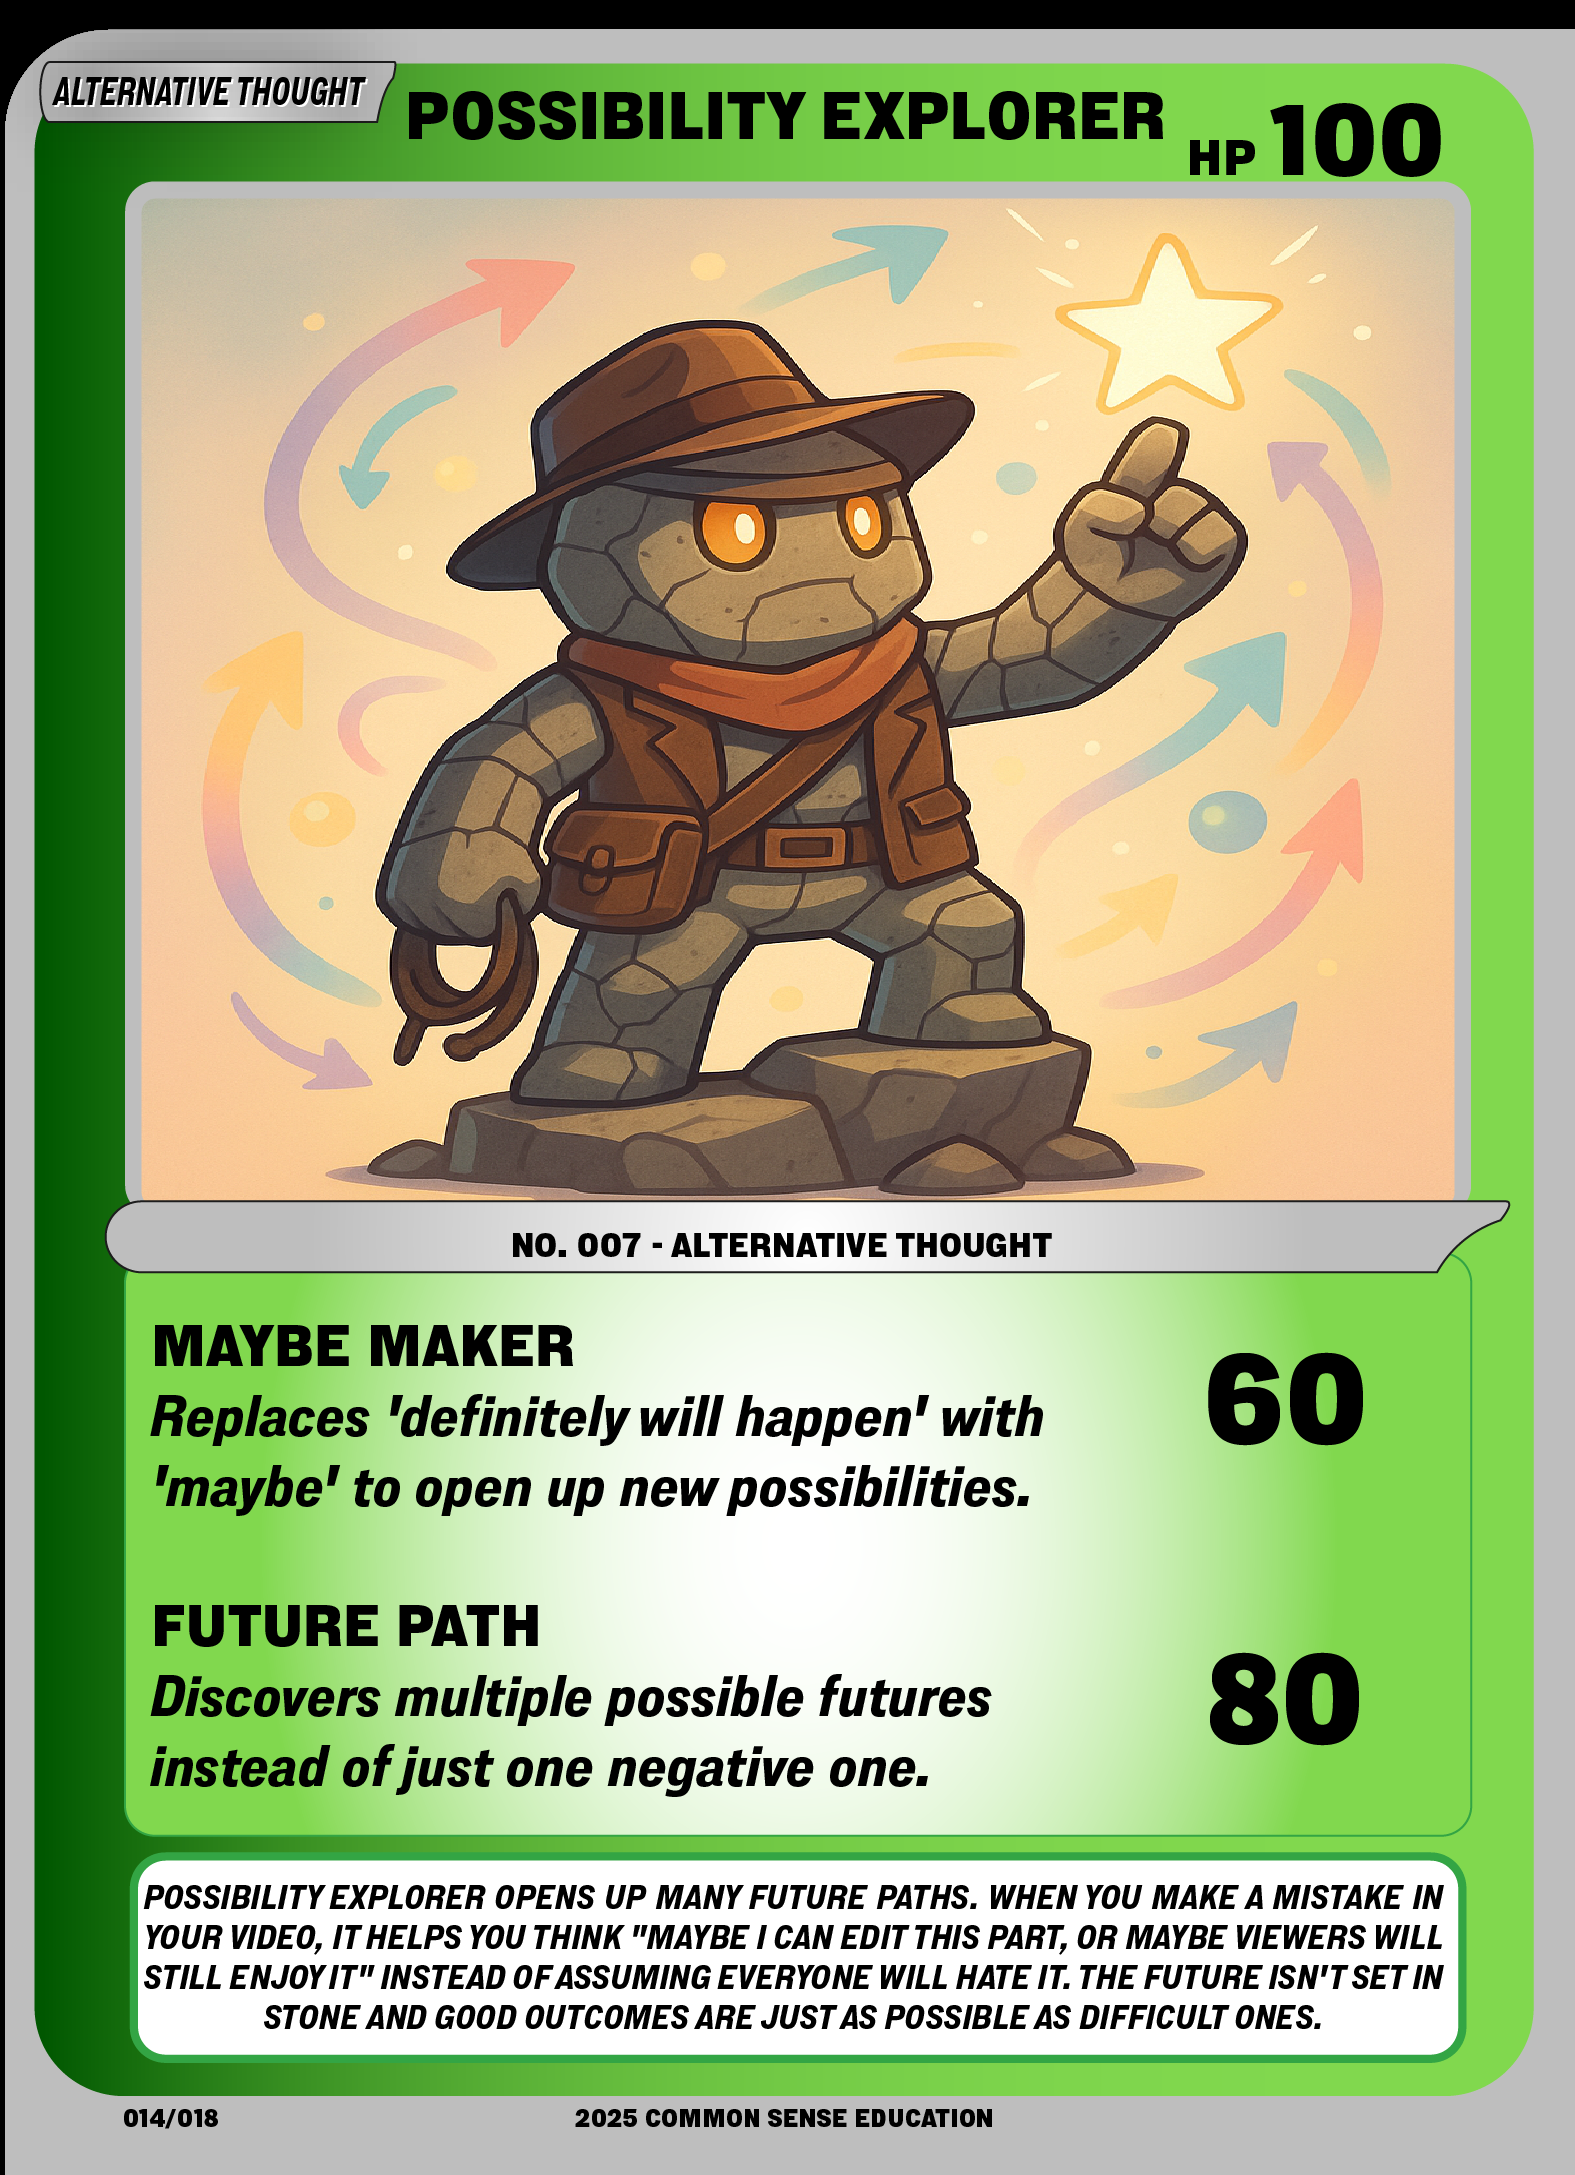 ALTERNATIVE THOUGHT
POSSIBILITY EXPLORER
HP 100
NO. 007 - ALTERNATIVE THOUGHT
MAYBE MAKER
Replaces 'definitely will happen' with
'maybe' to open up new possibilities.
60
FUTURE PATH
Discovers multiple possible futures
instead of just one negative one.
80
POSSIBILITY EXPLORER OPENS UP MANY FUTURE PATHS. WHEN YOU MAKE A MISTAKE IN
YOUR VIDEO, IT HELPS YOU THINK "MAYBE I CAN EDIT THIS PART, OR MAYBE VIEWERS WILL
STILL ENJOY IT" INSTEAD OF ASSUMING EVERYONE WILL HATE IT. THE FUTURE ISN'T SET IN
STONE AND GOOD OUTCOMES ARE JUST AS POSSIBLE AS DIFFICULT ONES.
014/018
2025 COMMON SENSE EDUCATION